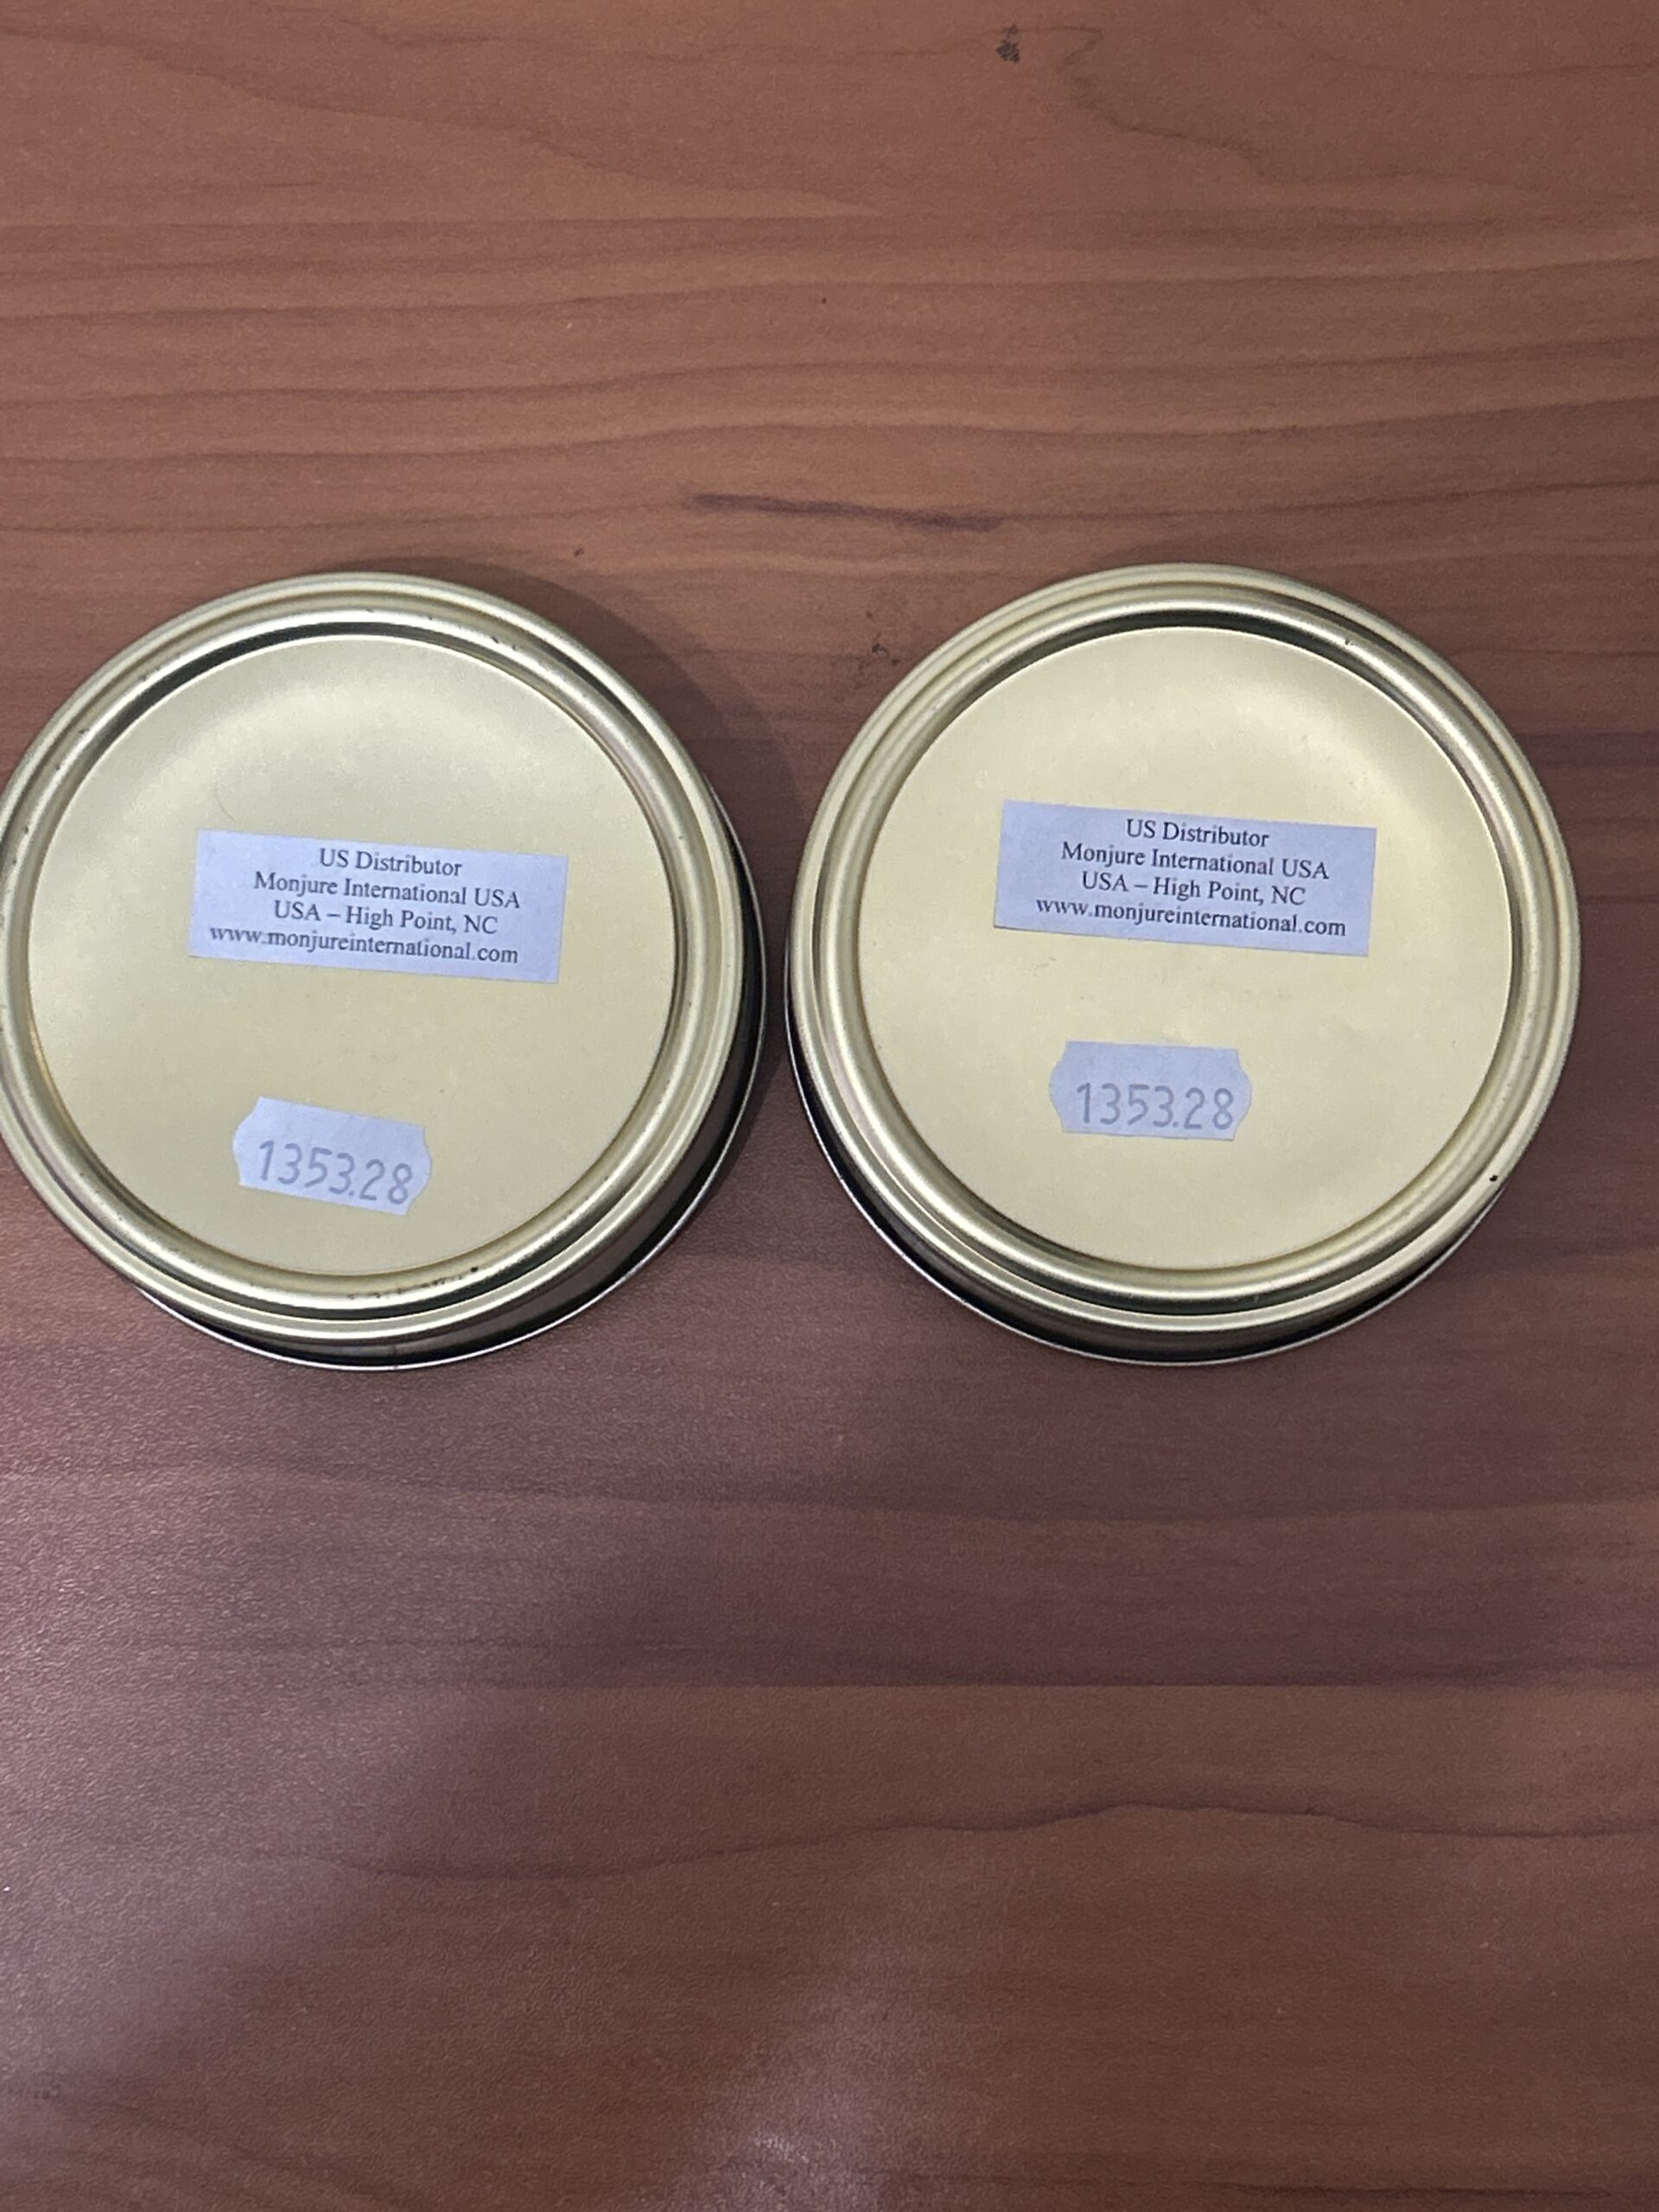 US Distributor
Monjure International USA
USA – High Point, NC
www.monjureinternational.com
1353.28
US Distributor
Monjure International USA
USA – High Point, NC
www.monjureinternational.com
1353.28